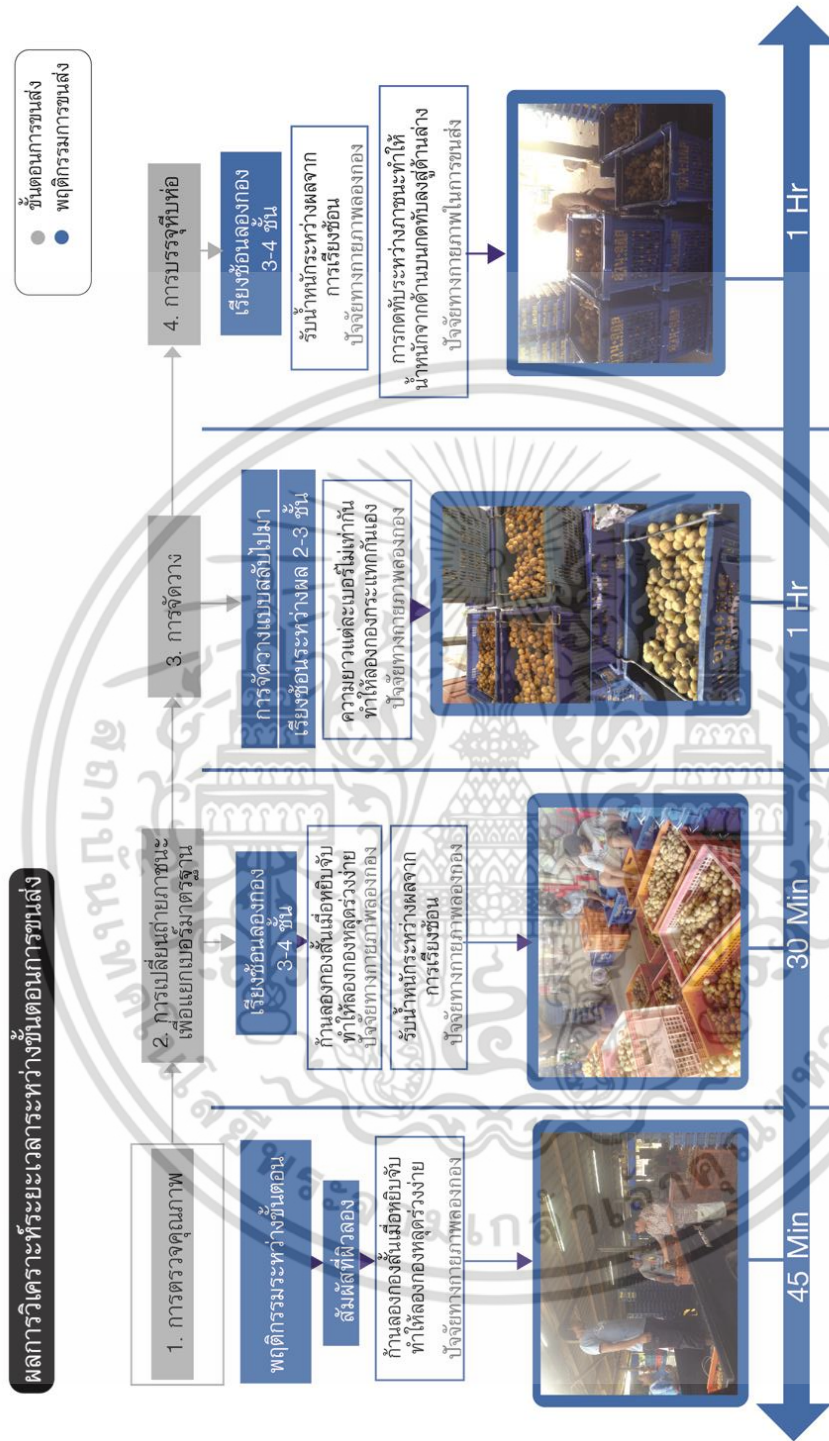 ผลการวิเคราะห์ระยะเวลาระหว่างขั้นตอนการขนส่ง
ขั้นตอนการขนส่ง
พฤติกรรมการขนส่ง
1. การตรวจคุณภาพ
พฤติกรรมระหว่างขั้นตอน
สัมผัสที่ผิวลอง
ก้านลองกองสั้นเมื่อหยิบจับ
ทำให้ลองกองหลุดร่วงง่าย
ปัจจัยทางกายภาพลองกอง
45 Min
2. การเปลี่ยนถ่ายภาชนะ
เพื่อแยกเบอร์มาตรฐาน
เรียงซ้อนลองกอง
3-4 ชั้น
ก้านลองกองสั้นเมื่อหยิบจับ
ทำให้ลองกองหลุดร่วงง่าย
ปัจจัยทางกายภาพลองกอง
รับน้ำหนักระหว่างผลจาก
การเรียงซ้อน
ปัจจัยทางกายภาพลองกอง
30 Min
3. การจัดวาง
การจัดวางแบบสลับไปมา
เรียงซ้อนระหว่างผล 2-3 ชั้น
ความยาวแต่ละเบอร์ไม่เท่ากัน
ทำให้ลองกองกระแทกกันเอง
ปัจจัยทางกายภาพลองกอง
1 Hr
4. การบรรจุหีบห่อ
เรียงซ้อนลองกอง
3-4 ชั้น
รับน้ำหนักระหว่างผลจาก
การเรียงซ้อน
ปัจจัยทางกายภาพลองกอง
การกดทับระหว่างภาชนะทำให้
น้ำหนักจากด้านบนกดทับลงสู่ด้านล่าง
ปัจจัยทางกายภาพในการขนส่ง
1 Hr